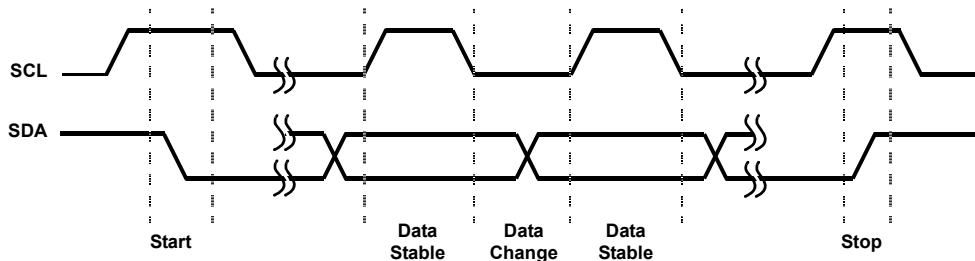 SCL
SDA
Start
Data
Stable
Data
Change
Data
Stable
Stop